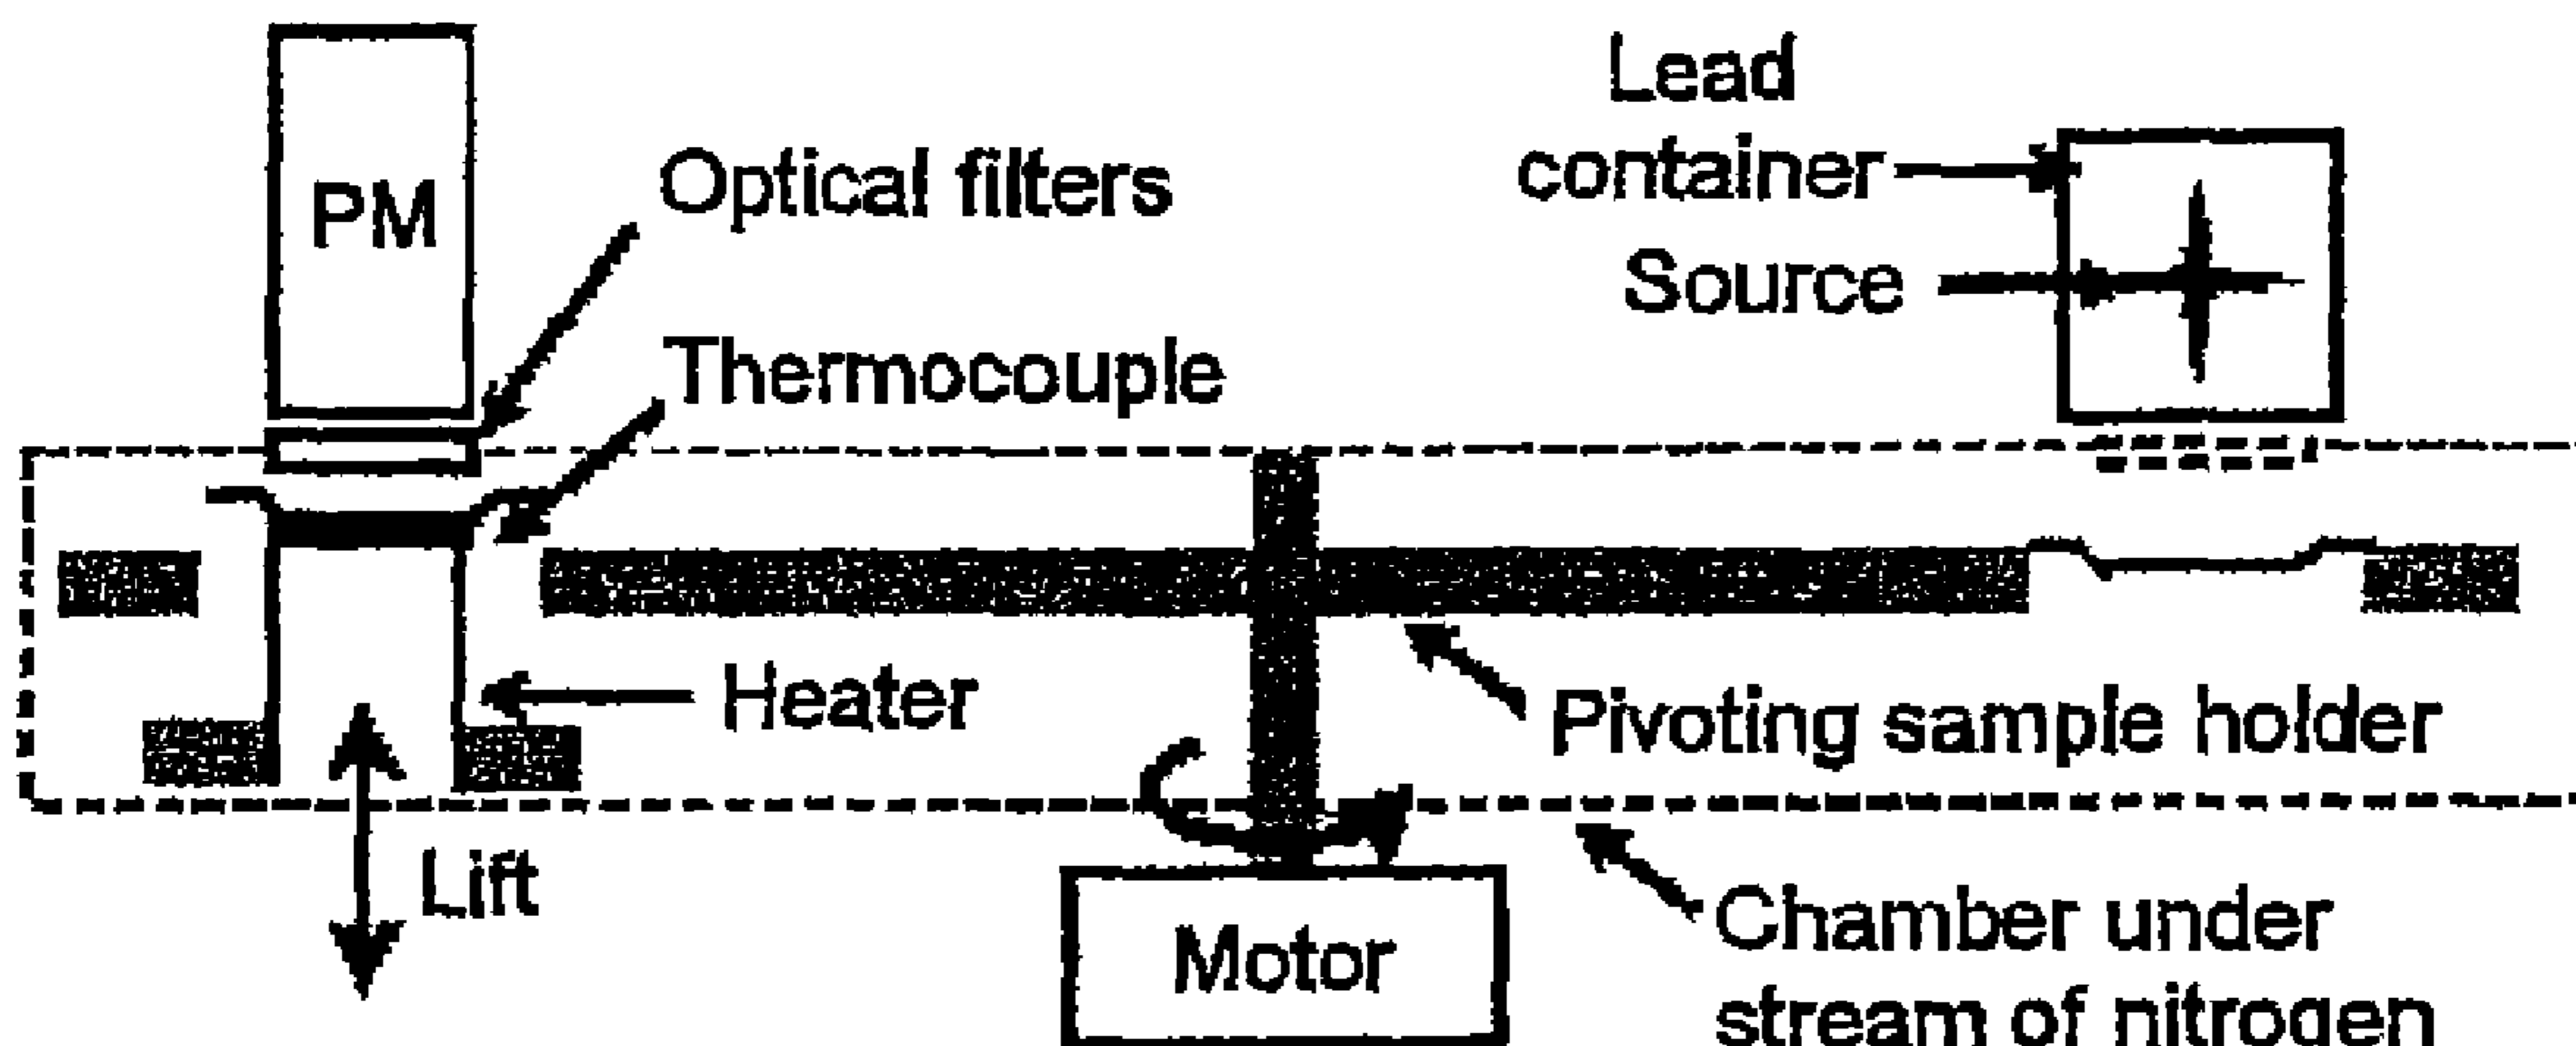 PM
Optical filters
Thermocouple
Heater
Lift
Lead
container
Source
Pivoting sample holder
Motor
Chamber under
stream of nitrogen